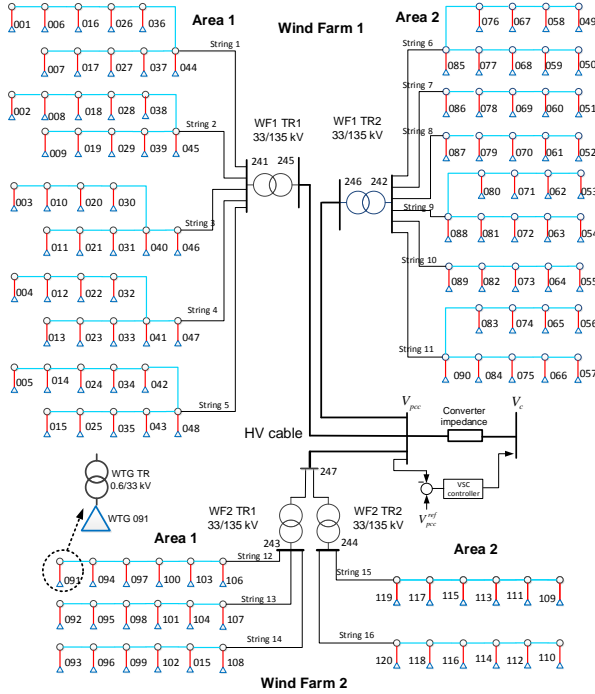 Area 1
Wind Farm 1
Area 2
001 006 016 026 036
String 1
007 017 027 037 044
002 008 018 028 038
String 2
009 019 029 039 045
003 010 020 030
String 3
011 021 031 040 046
004 012 022 032
String 4
013 023 033 041 047
005 014 024 034 042
String 5
015 025 035 043 048
WF1 TR1
33/135 kV
241 245
WF1 TR2
33/135 kV
246 242
076 067 058 049
String 6
085 077 068 059 050
String 7
086 078 069 060 051
String 8
087 079 070 061 052
080 071 062 053
String 9
088 081 072 063 054
String 10
089 082 073 064 055
083 074 065 056
String 11
090 084 075 066 057
HV cable
Vpcc
Converter
impedance
Vc
VSC
controller
Vpcc^ref
−
247
WTG TR
0.6/33 kV
WTG 091
WF2 TR1
33/135 kV
243
WF2 TR2
33/135 kV
244
Area 1
Area 2
String 12
091 094 097 100 103 106
String 13
092 095 098 101 104 107
String 14
093 096 099 102 015 108
String 15
119 117 115 113 111 109
String 16
120 118 116 114 112 110
Wind Farm 2